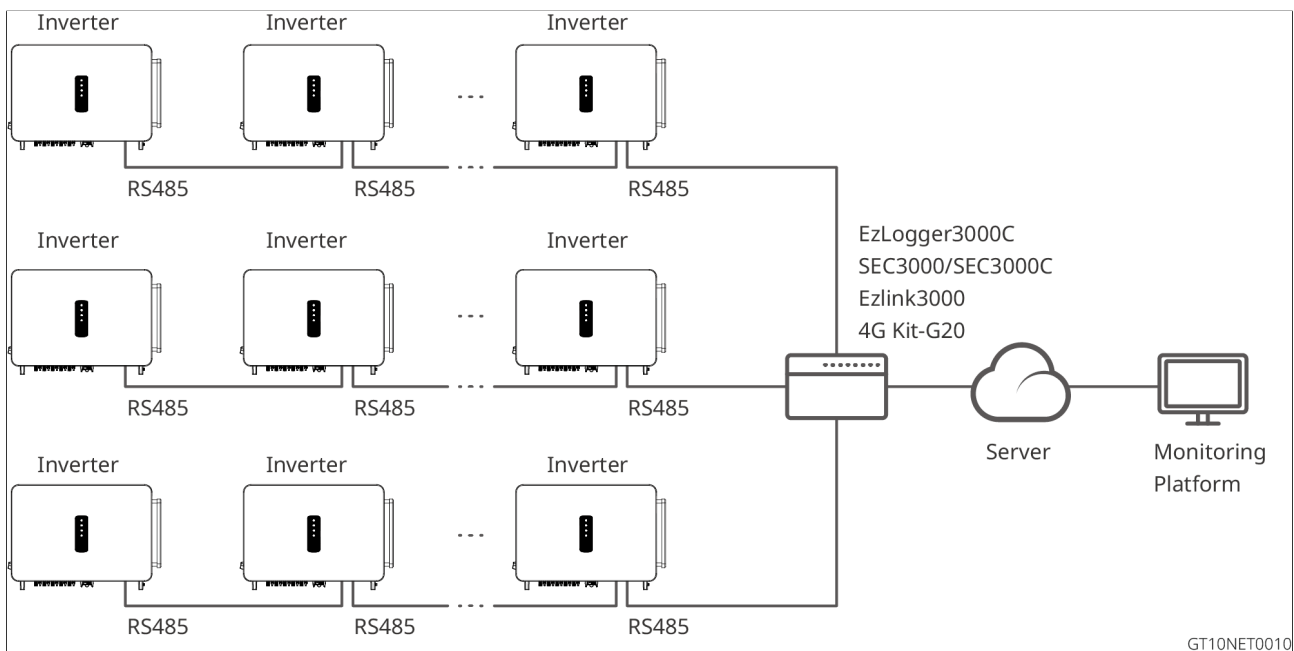 Inverter Inverter Inverter
RS485 RS485 RS485
EzLogger3000C
SEC3000/SEC3000C
Ezlink3000
4G Kit-G20
Inverter Inverter Inverter
RS485 RS485 RS485
Server
Monitoring
Platform
Inverter Inverter Inverter
RS485 RS485 RS485
GT10NET0010